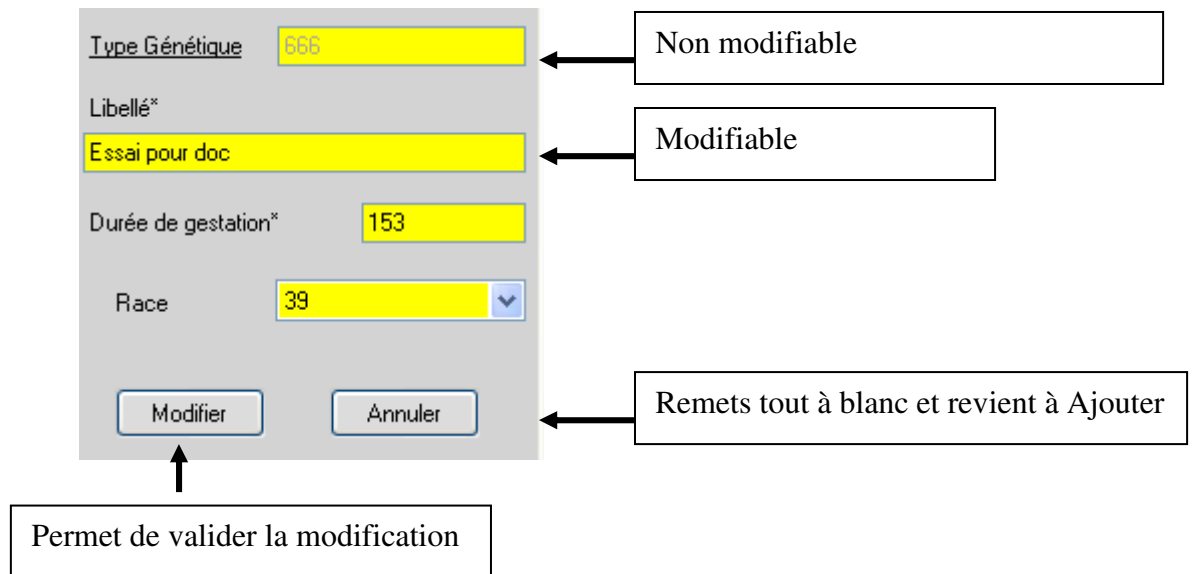 Type Génétique
666
Non modifiable
Libellé*
Essai pour doc
Modifiable
Durée de gestation*
153
Race
39
Modifier
Annuler
Remets tout à blanc et revient à Ajouter
Permet de valider la modification